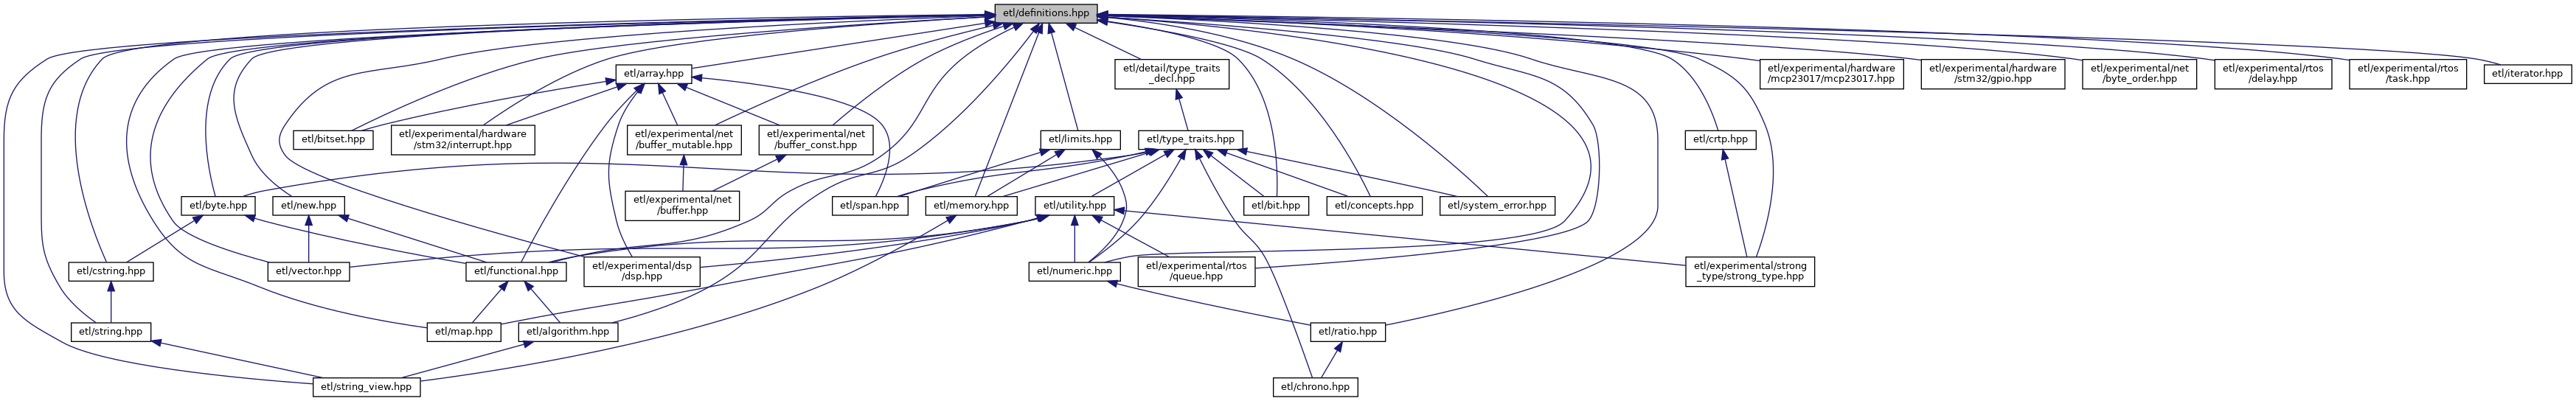 etl/definitions.hpp
etl/array.hpp
etl/detail/type_traits
_decl.hpp
etl/experimental/hardware
/mcp23017/mcp23017.hpp
etl/experimental/hardware
/stm32/gpio.hpp
etl/experimental/net
/byte_order.hpp
etl/experimental/rtos
/delay.hpp
etl/experimental/rtos
/task.hpp
etl/iterator.hpp
etl/bitset.hpp
etl/experimental/hardware
/stm32/interrupt.hpp
etl/experimental/net
/buffer_mutable.hpp
etl/experimental/net
/buffer_const.hpp
etl/limits.hpp
etl/type_traits.hpp
etl/crtp.hpp
etl/byte.hpp
etl/new.hpp
etl/experimental/net
/buffer.hpp
etl/span.hpp
etl/memory.hpp
etl/utility.hpp
etl/bit.hpp
etl/concepts.hpp
etl/system_error.hpp
etl/cstring.hpp
etl/vector.hpp
etl/functional.hpp
etl/experimental/dsp
/dsp.hpp
etl/numeric.hpp
etl/experimental/rtos
/queue.hpp
etl/experimental/strong
_type/strong_type.hpp
etl/string.hpp
etl/map.hpp
etl/algorithm.hpp
etl/ratio.hpp
etl/string_view.hpp
etl/chrono.hpp